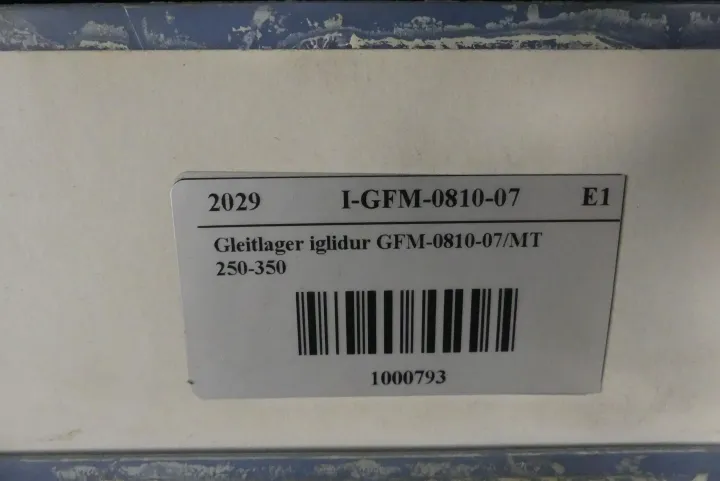 2029 I-GFM-0810-07 E1
Gleitlager iglidur GFM-0810-07/MT
250-350
1000793